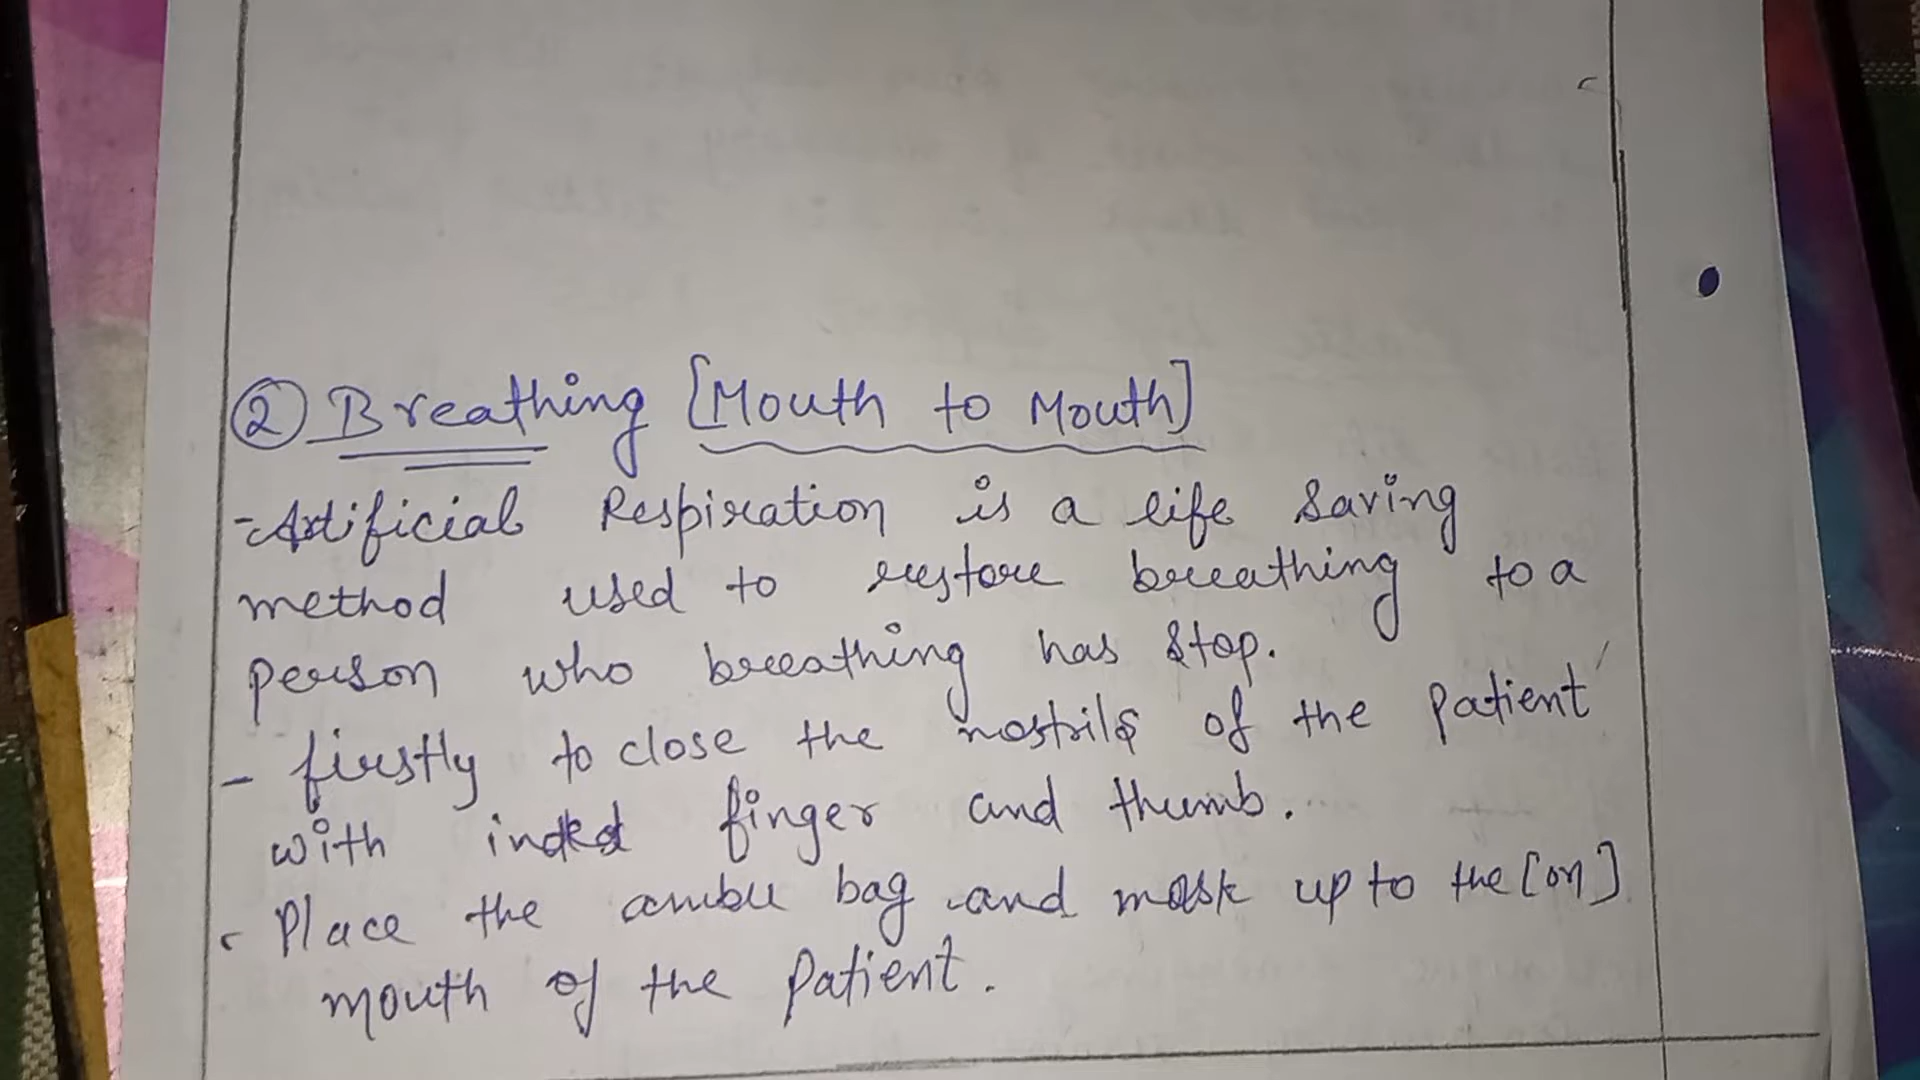 ② Breathing [Mouth to Mouth]
- Artificial Respiration is a life saving
method used to restore breathing to a
person who breathing has stop.
- firstly to close the nostrils of the patient
with finger and thumb.
- Place the ambu bag and mask up to the [on]
mouth of the patient.